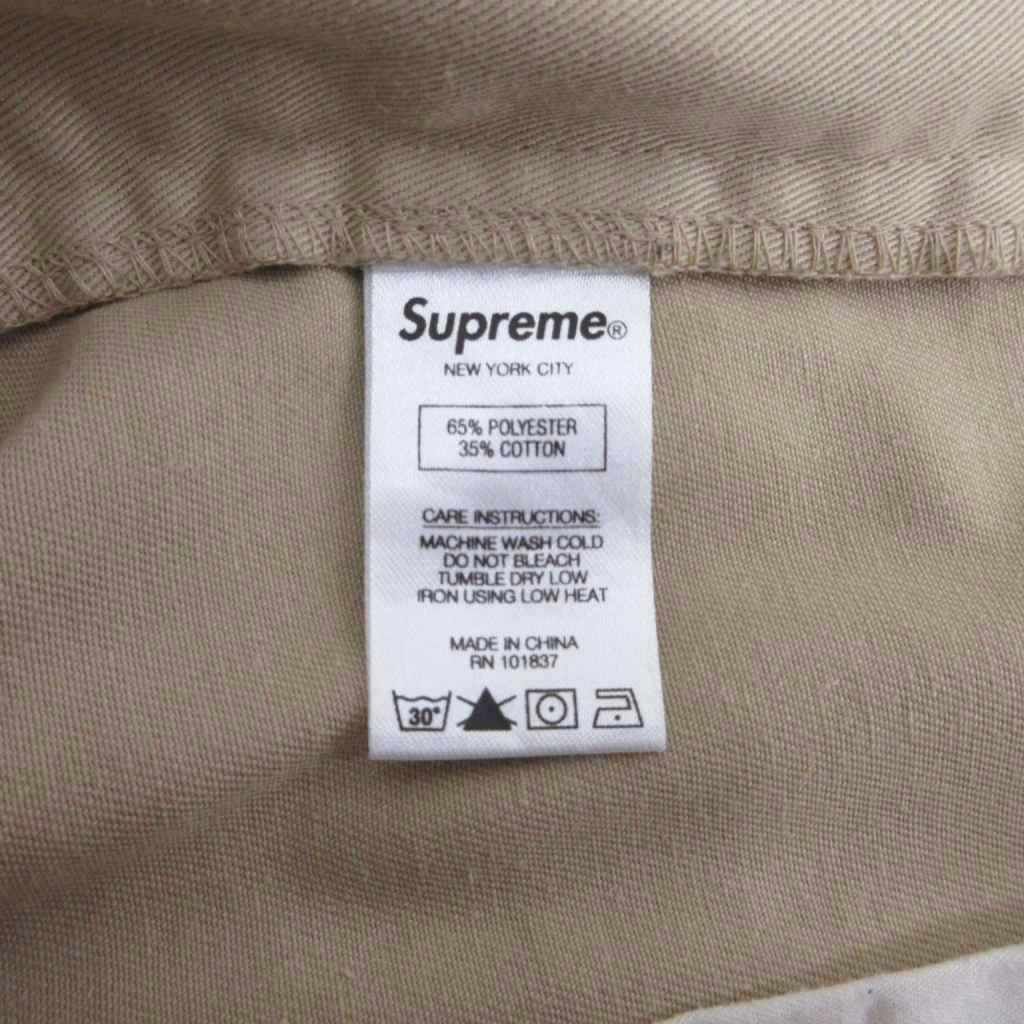 Supreme®
NEW YORK CITY
65% POLYESTER
35% COTTON
CARE INSTRUCTIONS:
MACHINE WASH COLD
DO NOT BLEACH
TUMBLE DRY LOW
IRON USING LOW HEAT
MADE IN CHINA
RN 101837
30°